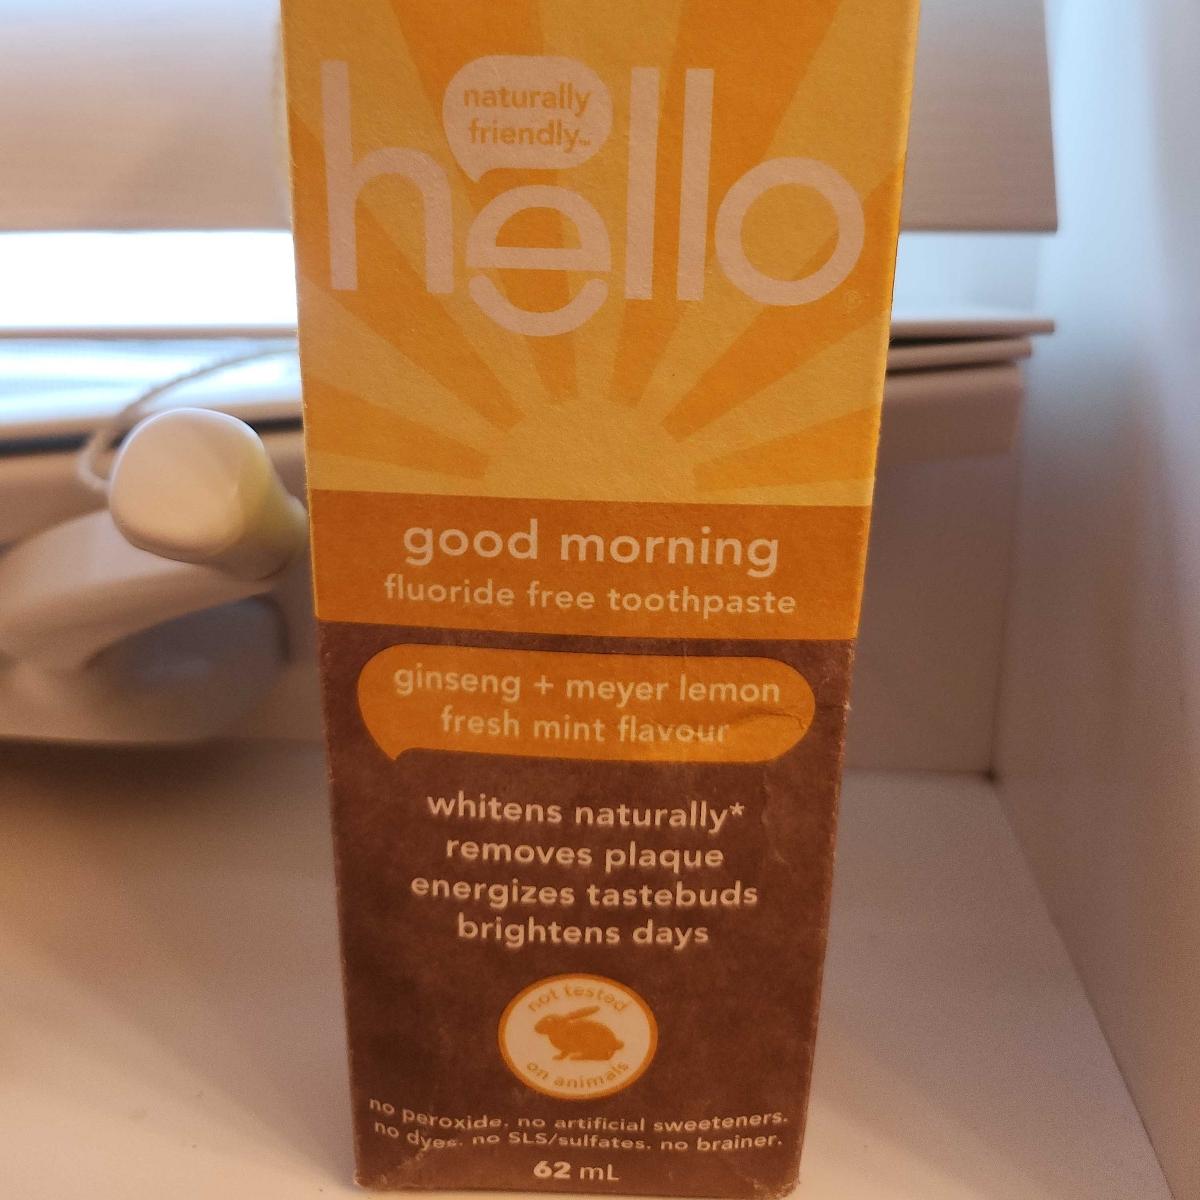 naturally
friendly™
hello®
good morning
fluoride free toothpaste
ginseng + meyer lemon
fresh mint flavour
whitens naturally*
removes plaque
energizes tastebuds
brightens days
not tested
on animals
no peroxide. no artificial sweeteners.
no dyes. no SLS/sulfates. no brainer.
62 mL